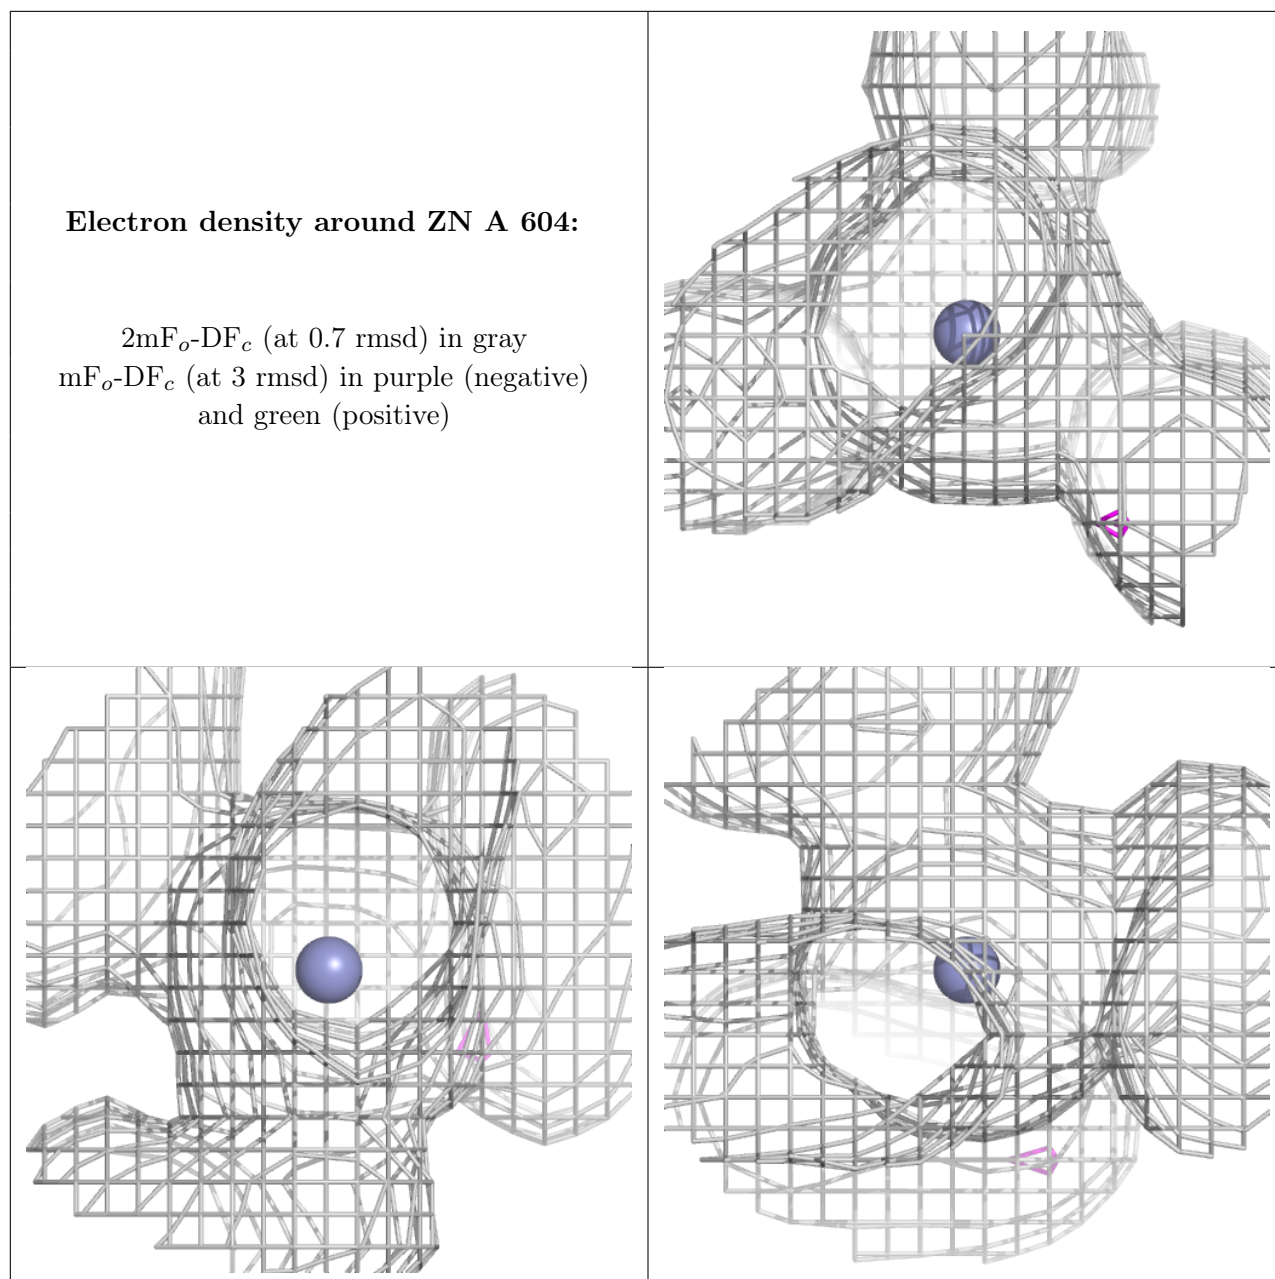 Electron density around ZN A 604:
2mFo-DFc (at 0.7 rmsd) in gray
mFo-DFc (at 3 rmsd) in purple (negative)
and green (positive)